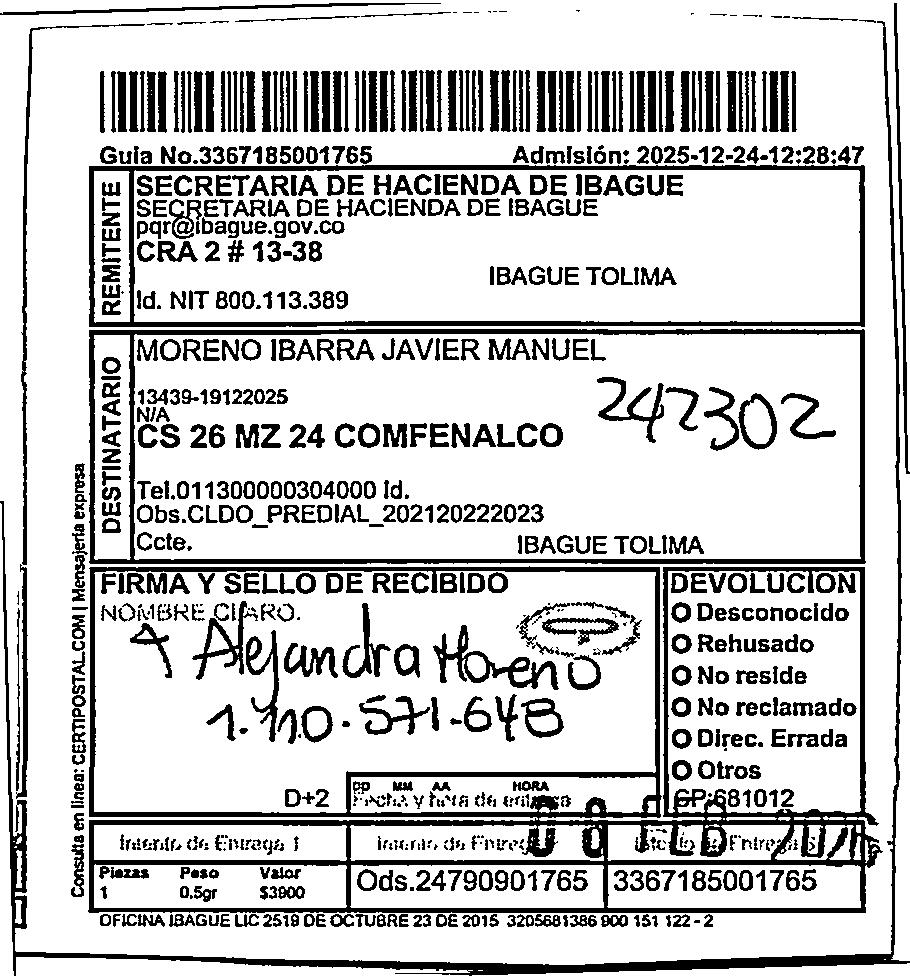 Guia No.3367185001765 Admisión: 2025-12-24-12:28:47
REMITENTE
SECRETARIA DE HACIENDA DE IBAGUE
SECRETARIA DE HACIENDA DE IBAGUE
pqr@ibague.gov.co
CRA 2 # 13-38
IBAGUE TOLIMA
Id. NIT 800.113.389
DESTINATARIO
MORENO IBARRA JAVIER MANUEL
13439-19122025
N/A
242302
CS 26 MZ 24 COMFENALCO
Tel.011300000304000 Id.
Obs.CLDO_PREDIAL_202120222023
Ccte.
IBAGUE TOLIMA
Consulta en línea: CERTIPOSTAL.COM | Mensajería expresa
FIRMA Y SELLO DE RECIBIDO
NOMBRE CLARO.
Alejandra Moreno
1.110.571-648
D+2
DD MM AA HORA
Fecha y hora de entrega
DEVOLUCION
Desconocido
Rehusado
No reside
No reclamado
Direc. Errada
Otros
CP:681012
08 FEB 2026
Intento de Entrega 1
Intento de Entrega
Piezas Peso Valor
1 0.5gr $3900
Ods.24790901765
3367185001765
OFICINA IBAGUE LIC 2519 DE OCTUBRE 23 DE 2015 3205681386 900 151 122 - 2